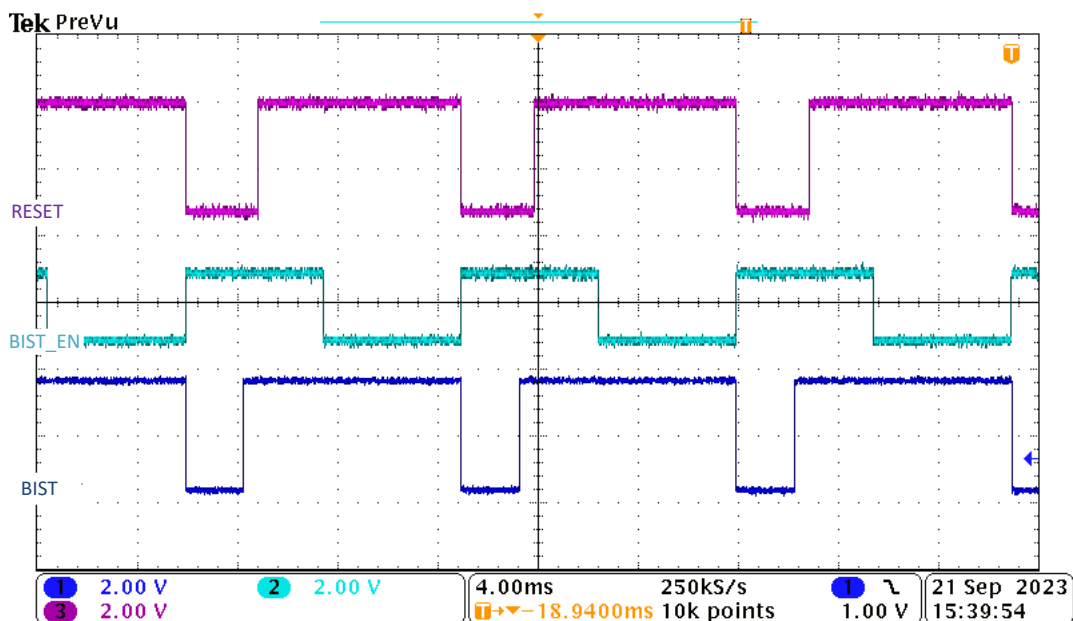 Tek PreVu
T
T
RESET
BIST_EN
BIST
1 2.00 V 2 2.00 V 4.00ms 250kS/s 1 1.00 V 21 Sep 2023
3 2.00 V T→▼−18.9400ms 10k points 15:39:54